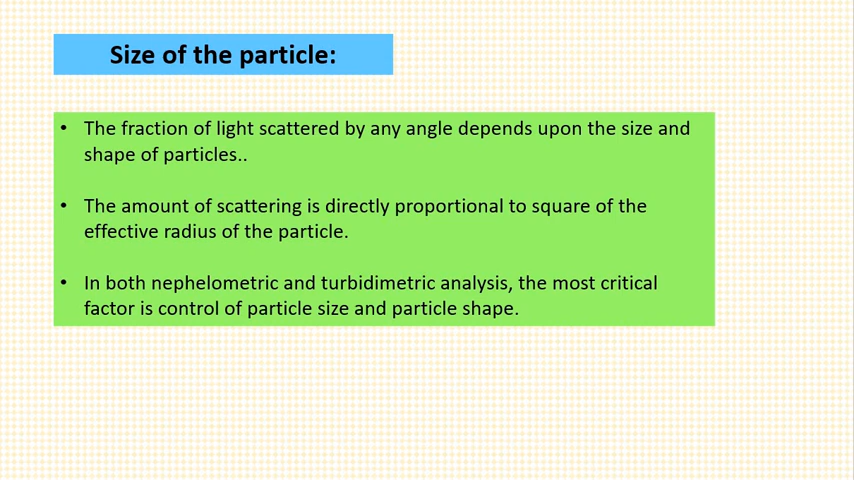 Size of the particle:
• The fraction of light scattered by any angle depends upon the size and
shape of particles..
• The amount of scattering is directly proportional to square of the
effective radius of the particle.
• In both nephelometric and turbidimetric analysis, the most critical
factor is control of particle size and particle shape.